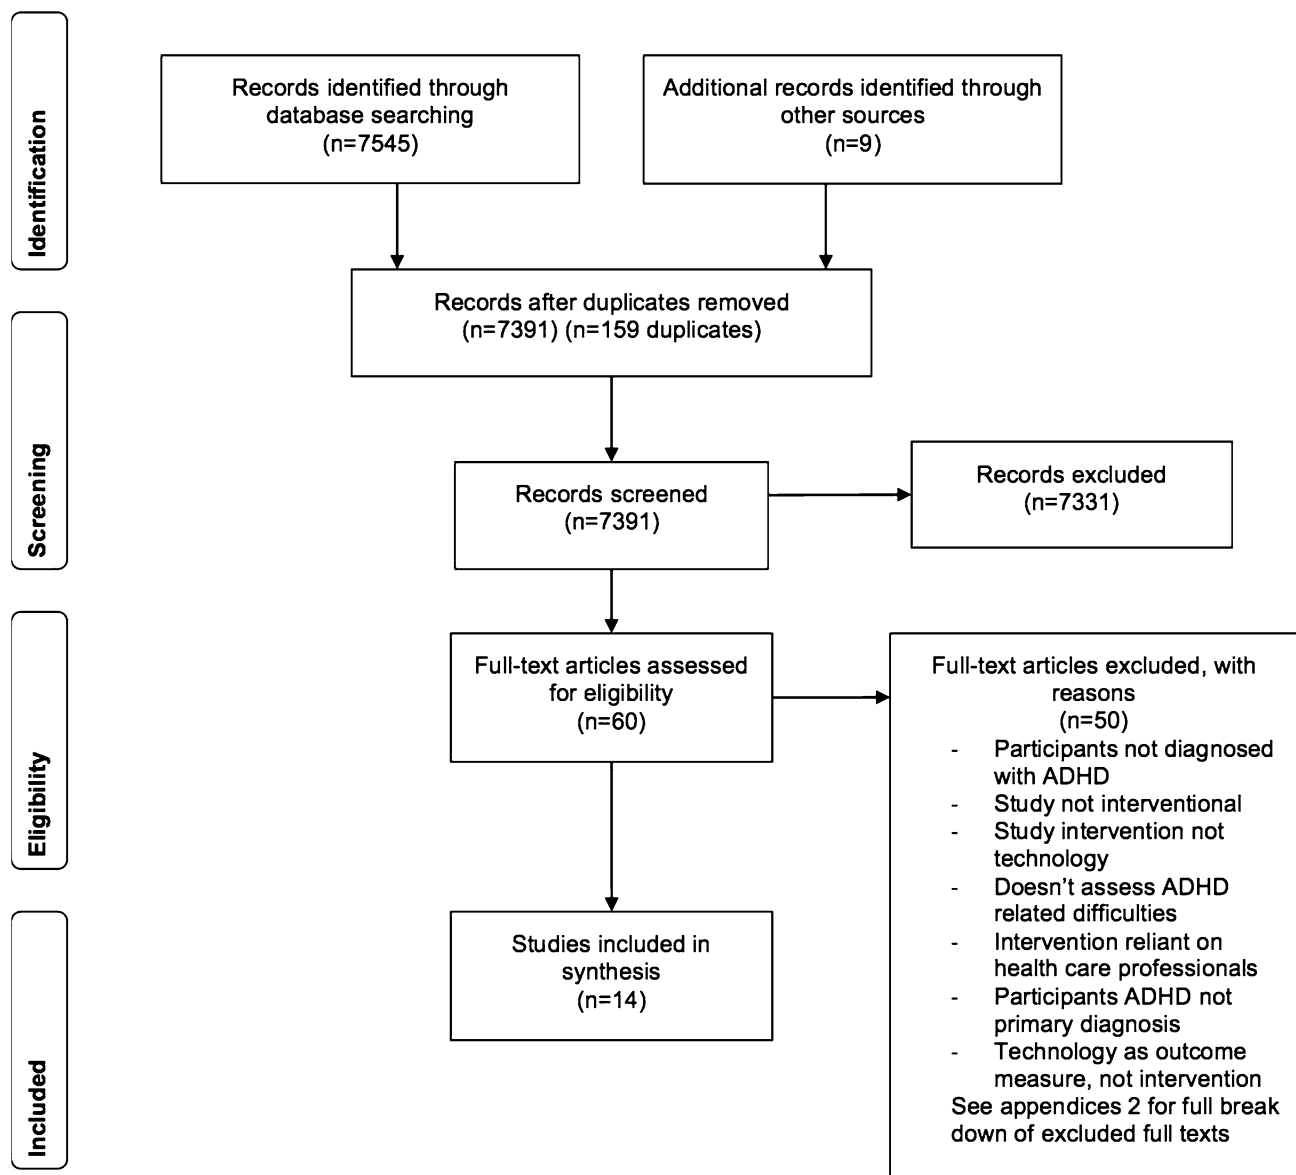 Identification
Records identified through
database searching
(n=7545)
Additional records identified through
other sources
(n=9)
Records after duplicates removed
(n=7391) (n=159 duplicates)
Screening
Records screened
(n=7391)
Records excluded
(n=7331)
Eligibility
Full-text articles assessed
for eligibility
(n=60)
Full-text articles excluded, with
reasons
(n=50)
- Participants not diagnosed
with ADHD
- Study not interventional
- Study intervention not
technology
- Doesn't assess ADHD
related difficulties
- Intervention reliant on
health care professionals
- Participants ADHD not
primary diagnosis
- Technology as outcome
measure, not intervention
See appendices 2 for full break
down of excluded full texts
Included
Studies included in
synthesis
(n=14)